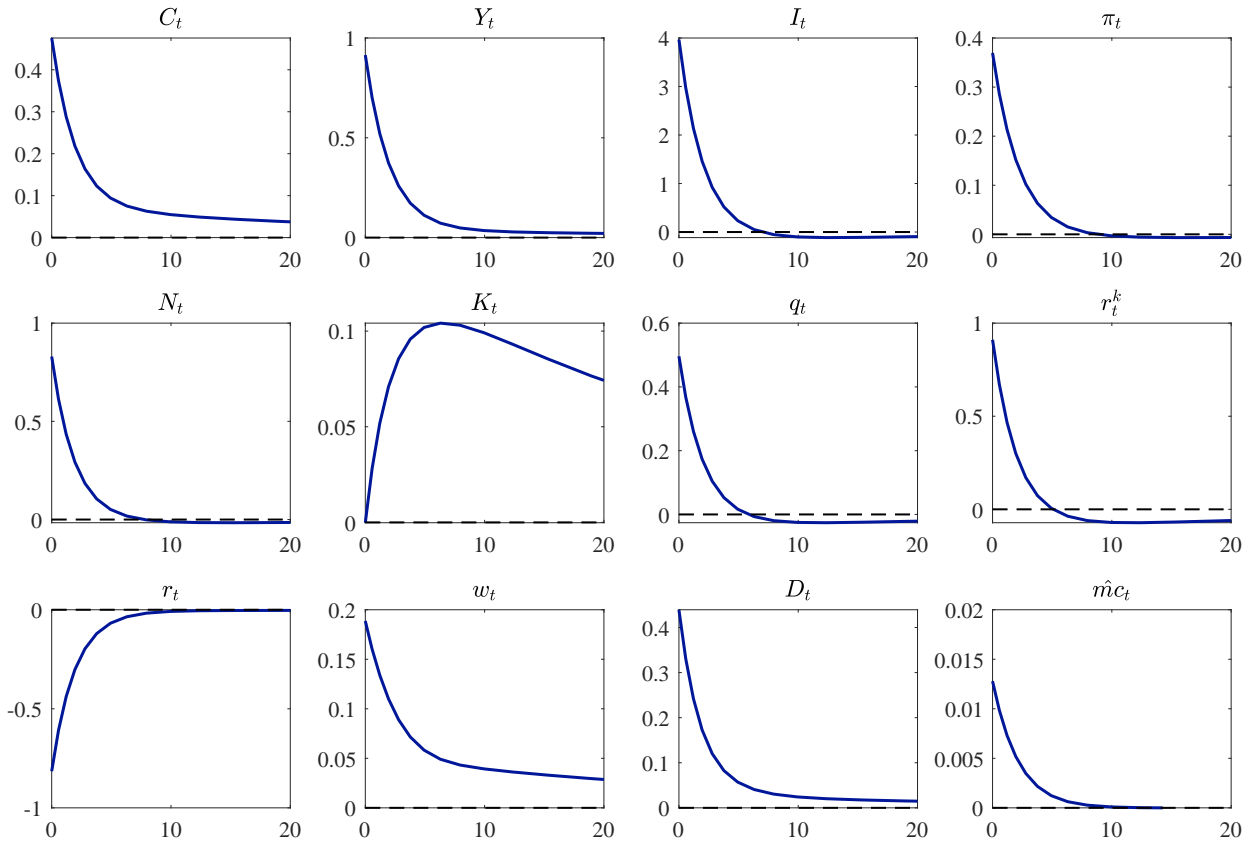 C_t Y_t I_t π_t
0.4 1 4 0.4
0.3 3 0.3
0.2 0.5 2 0.2
0.1 1 0.1
0 0 0 0
0 10 20 0 10 20 0 10 20 0 10 20
N_t K_t q_t r_t^k
1 0.1 0.6 1
0.5 0.05 0.4 0.5
0.2
0 0 0 0
0 10 20 0 10 20 0 10 20 0 10 20
r_t w_t D_t m̂c_t
0 0.2 0.4 0.02
0.15 0.3 0.015
-0.5 0.1 0.2 0.01
0.05 0.1 0.005
-1 0 0 0
0 10 20 0 10 20 0 10 20 0 10 20